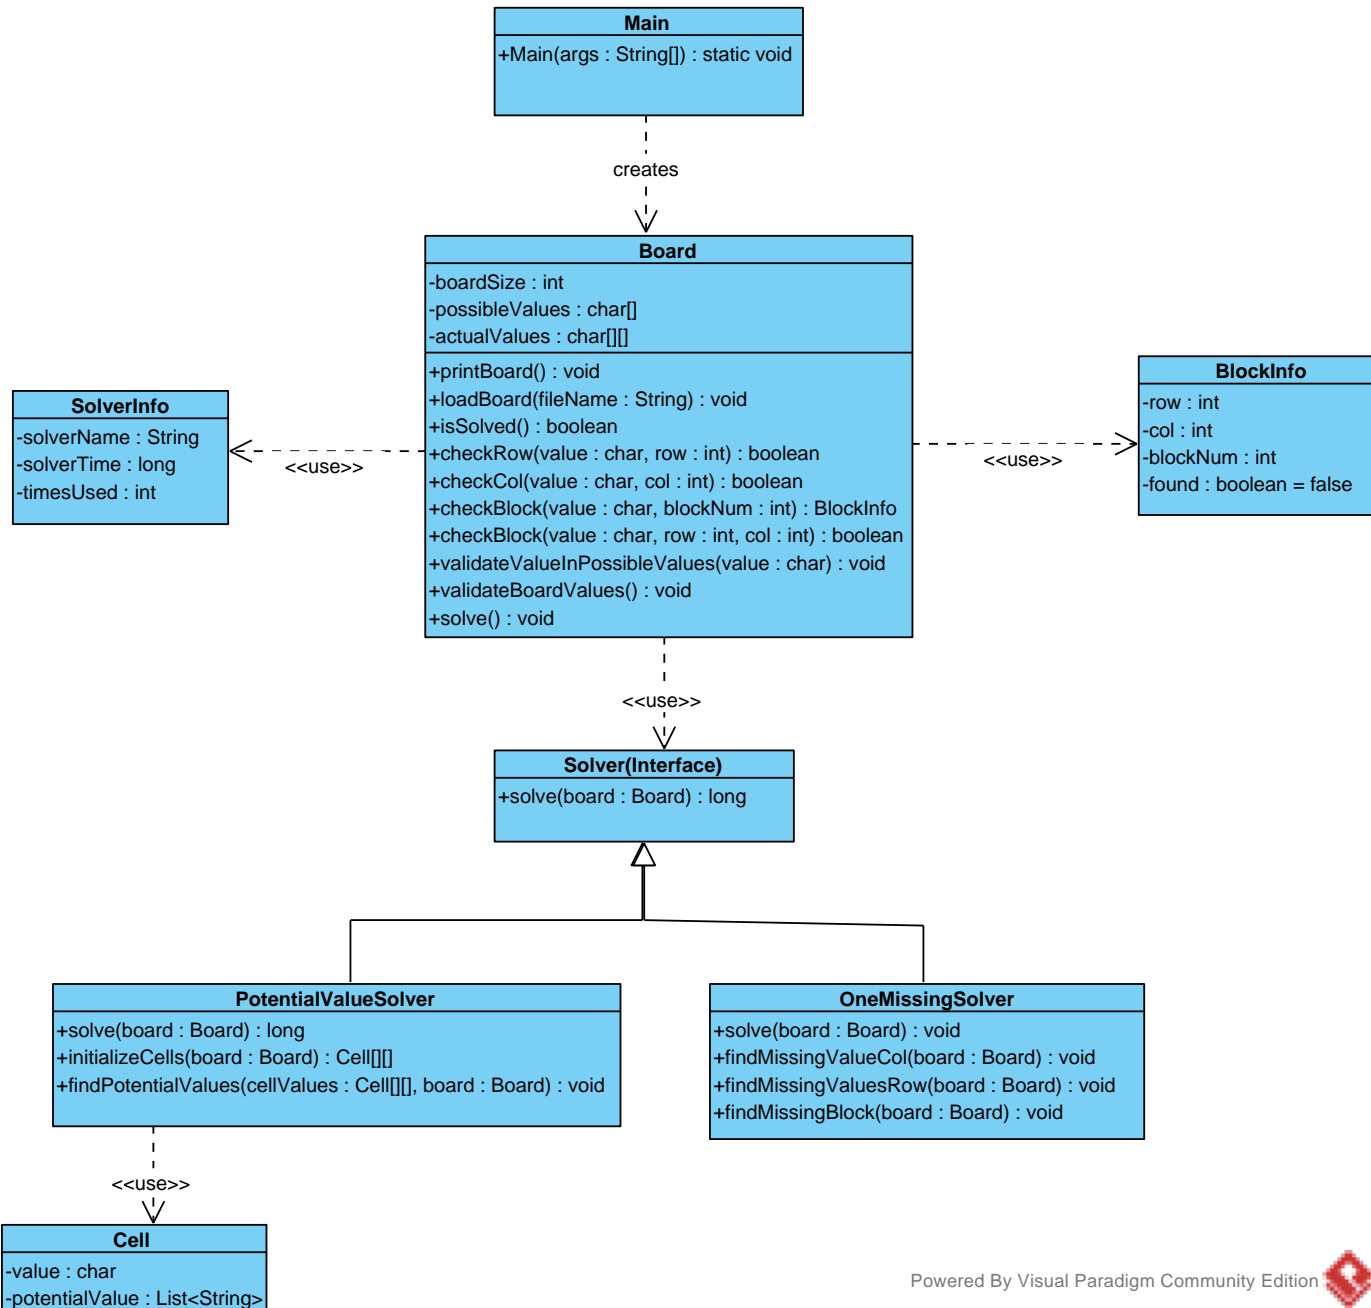 Main
+Main(args : String[]) : static void
creates
Board
-boardSize : int
-possibleValues : char[]
-actualValues : char[][]
+printBoard() : void
+loadBoard(fileName : String) : void
+isSolved() : boolean
+checkRow(value : char, row : int) : boolean
+checkCol(value : char, col : int) : boolean
+checkBlock(value : char, blockNum : int) : BlockInfo
+checkBlock(value : char, row : int, col : int) : boolean
+validateValueInPossibleValues(value : char) : void
+validateBoardValues() : void
+solve() : void
SolverInfo
-solverName : String
-solverTime : long
-timesUsed : int
<<use>>
<<use>>
BlockInfo
-row : int
-col : int
-blockNum : int
-found : boolean = false
<<use>>
Solver(Interface)
+solve(board : Board) : long
PotentialValueSolver
+solve(board : Board) : long
+initializeCells(board : Board) : Cell[][]
+findPotentialValues(cellValues : Cell[][], board : Board) : void
OneMissingSolver
+solve(board : Board) : void
+findMissingValueCol(board : Board) : void
+findMissingValuesRow(board : Board) : void
+findMissingBlock(board : Board) : void
<<use>>
Cell
-value : char
-potentialValue : List<String>
Powered By Visual Paradigm Community Edition